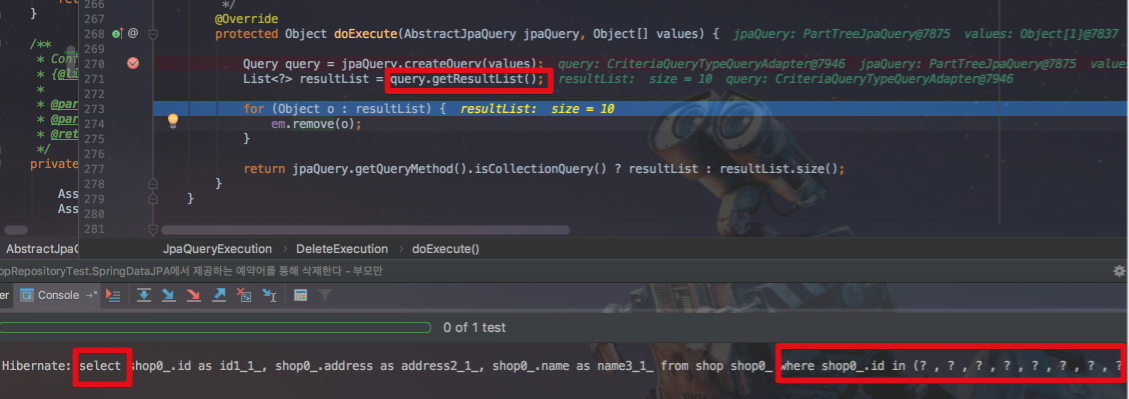 266
*/
267
@Override
268
@
protected Object doExecute(AbstractJpaQuery jpaQuery, Object[] values) {  jpaQuery: PartTreeJpaQuery@7875  values: Object[1]@7837
269
270
Query query = jpaQuery.createQuery(values);  query: CriteriaQueryTypeQueryAdapter@7946  jpaQuery: PartTreeJpaQuery@7875  values
271
List<?> resultList = query.getResultList();  resultList:  size = 10  query: CriteriaQueryTypeQueryAdapter@7946
272
273
for (Object o : resultList) {  resultList:  size = 10
274
em.remove(o);
275
}
276
277
return jpaQuery.getQueryMethod().isCollectionQuery() ? resultList : resultList.size();
278
}
279
}
280
281
}
/**
* Con
* {@li
*
* @par
* @par
* @ret
*/
private
Ass
Ass
AbstractJpaQ
JpaQueryExecution › DeleteExecution › doExecute()
opRepositoryTest.SpringDataJPA에서 제공하는 예약어를 통해 삭제한다 - 부모만
er
Console
0 of 1 test
Hibernate: select shop0_.id as id1_1_, shop0_.address as address2_1_, shop0_.name as name3_1_ from shop shop0_ where shop0_.id in (? , ? , ? , ? , ? , ? , ? , ?